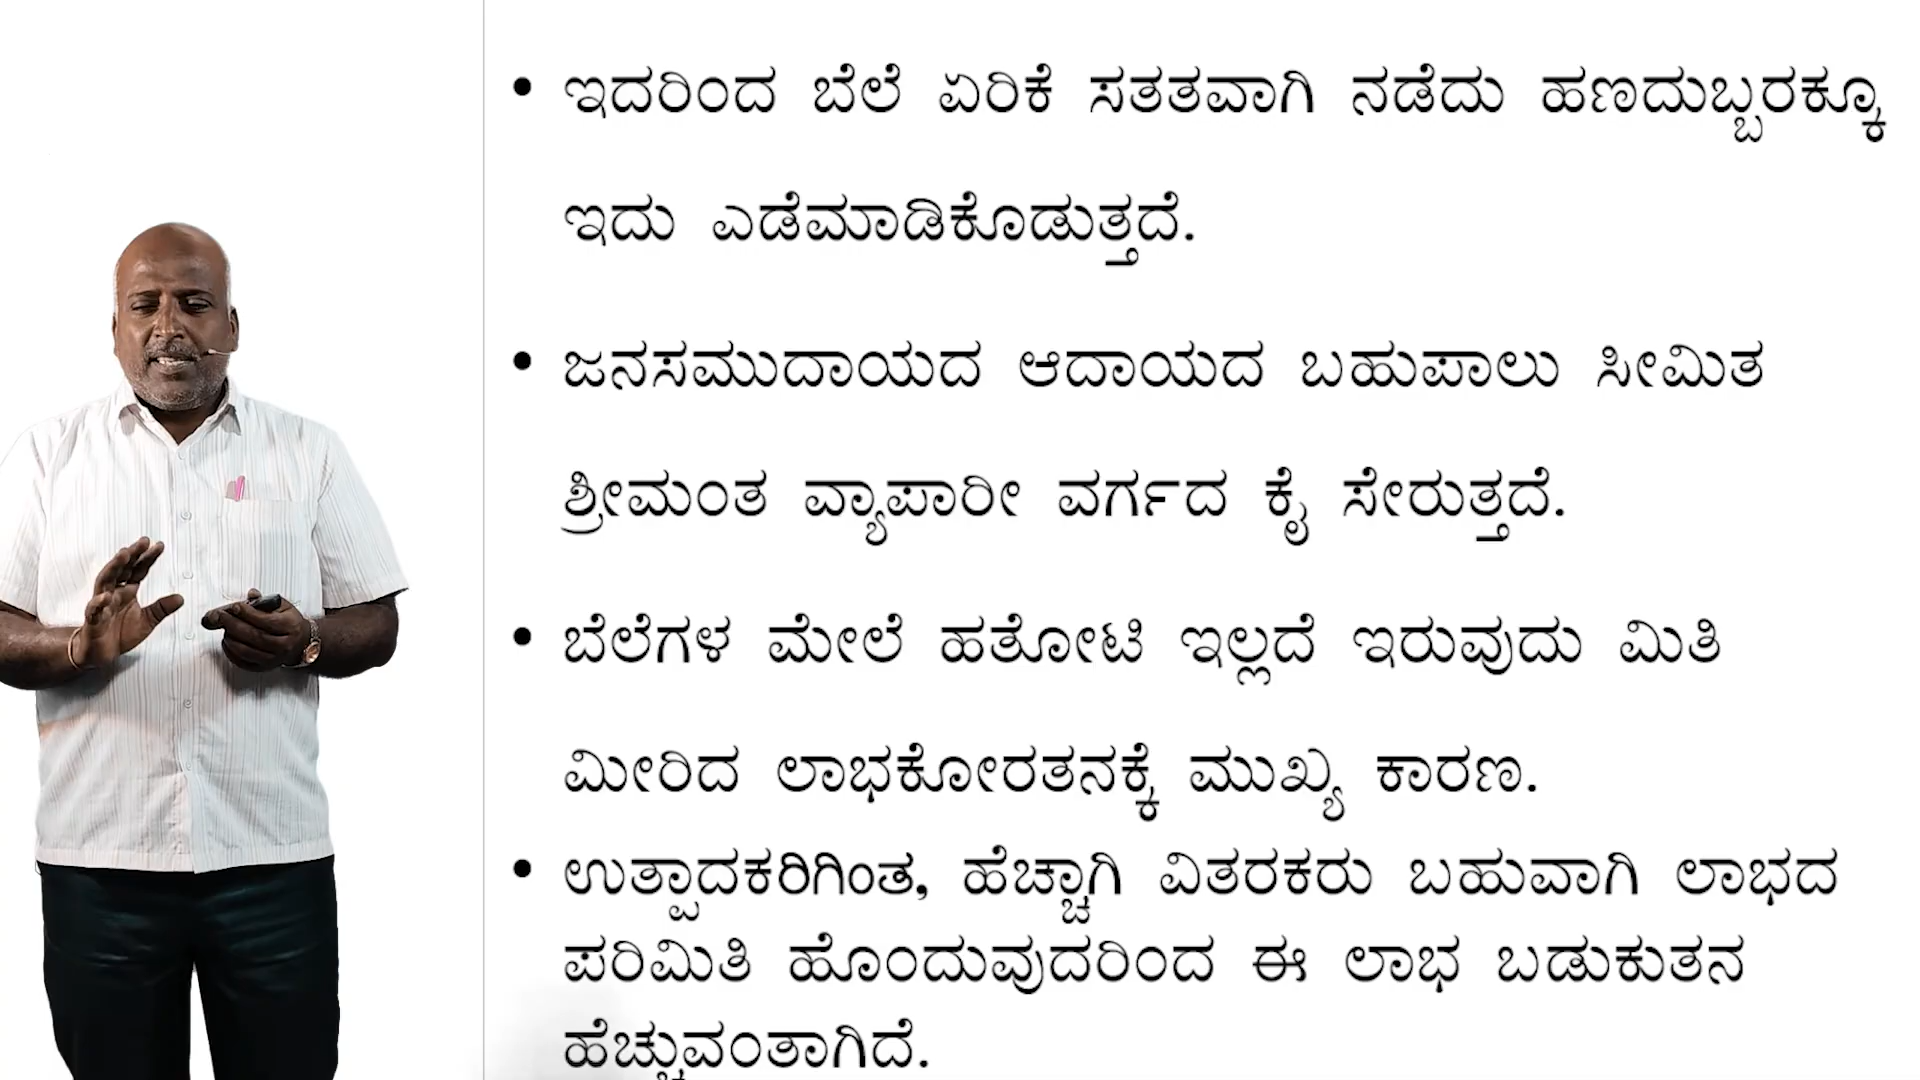 • ಇದರಿಂದ ಬೆಲೆ ಏರಿಕೆ ಸತತವಾಗಿ ನಡೆದು ಹಣದುಬ್ಬರಕ್ಕೂ
ಇದು ಎಡೆಮಾಡಿಕೊಡುತ್ತದೆ.
• ಜನಸಮುದಾಯದ ಆದಾಯದ ಬಹುಪಾಲು ಸೀಮಿತ
ಶ್ರೀಮಂತ ವ್ಯಾಪಾರೀ ವರ್ಗದ ಕೈ ಸೇರುತ್ತದೆ.
• ಬೆಲೆಗಳ ಮೇಲೆ ಹತೋಟಿ ಇಲ್ಲದೆ ಇರುವುದು ಮಿತಿ
ಮೀರಿದ ಲಾಭಕೋರತನಕ್ಕೆ ಮುಖ್ಯ ಕಾರಣ.
• ಉತ್ಪಾದಕರಿಗಿಂತ, ಹೆಚ್ಚಾಗಿ ವಿತರಕರು ಬಹುವಾಗಿ ಲಾಭದ
ಪರಿಮಿತಿ ಹೊಂದುವುದರಿಂದ ಈ ಲಾಭ ಬಡುಕುತನ
ಹೆಚ್ಚುವಂತಾಗಿದೆ.